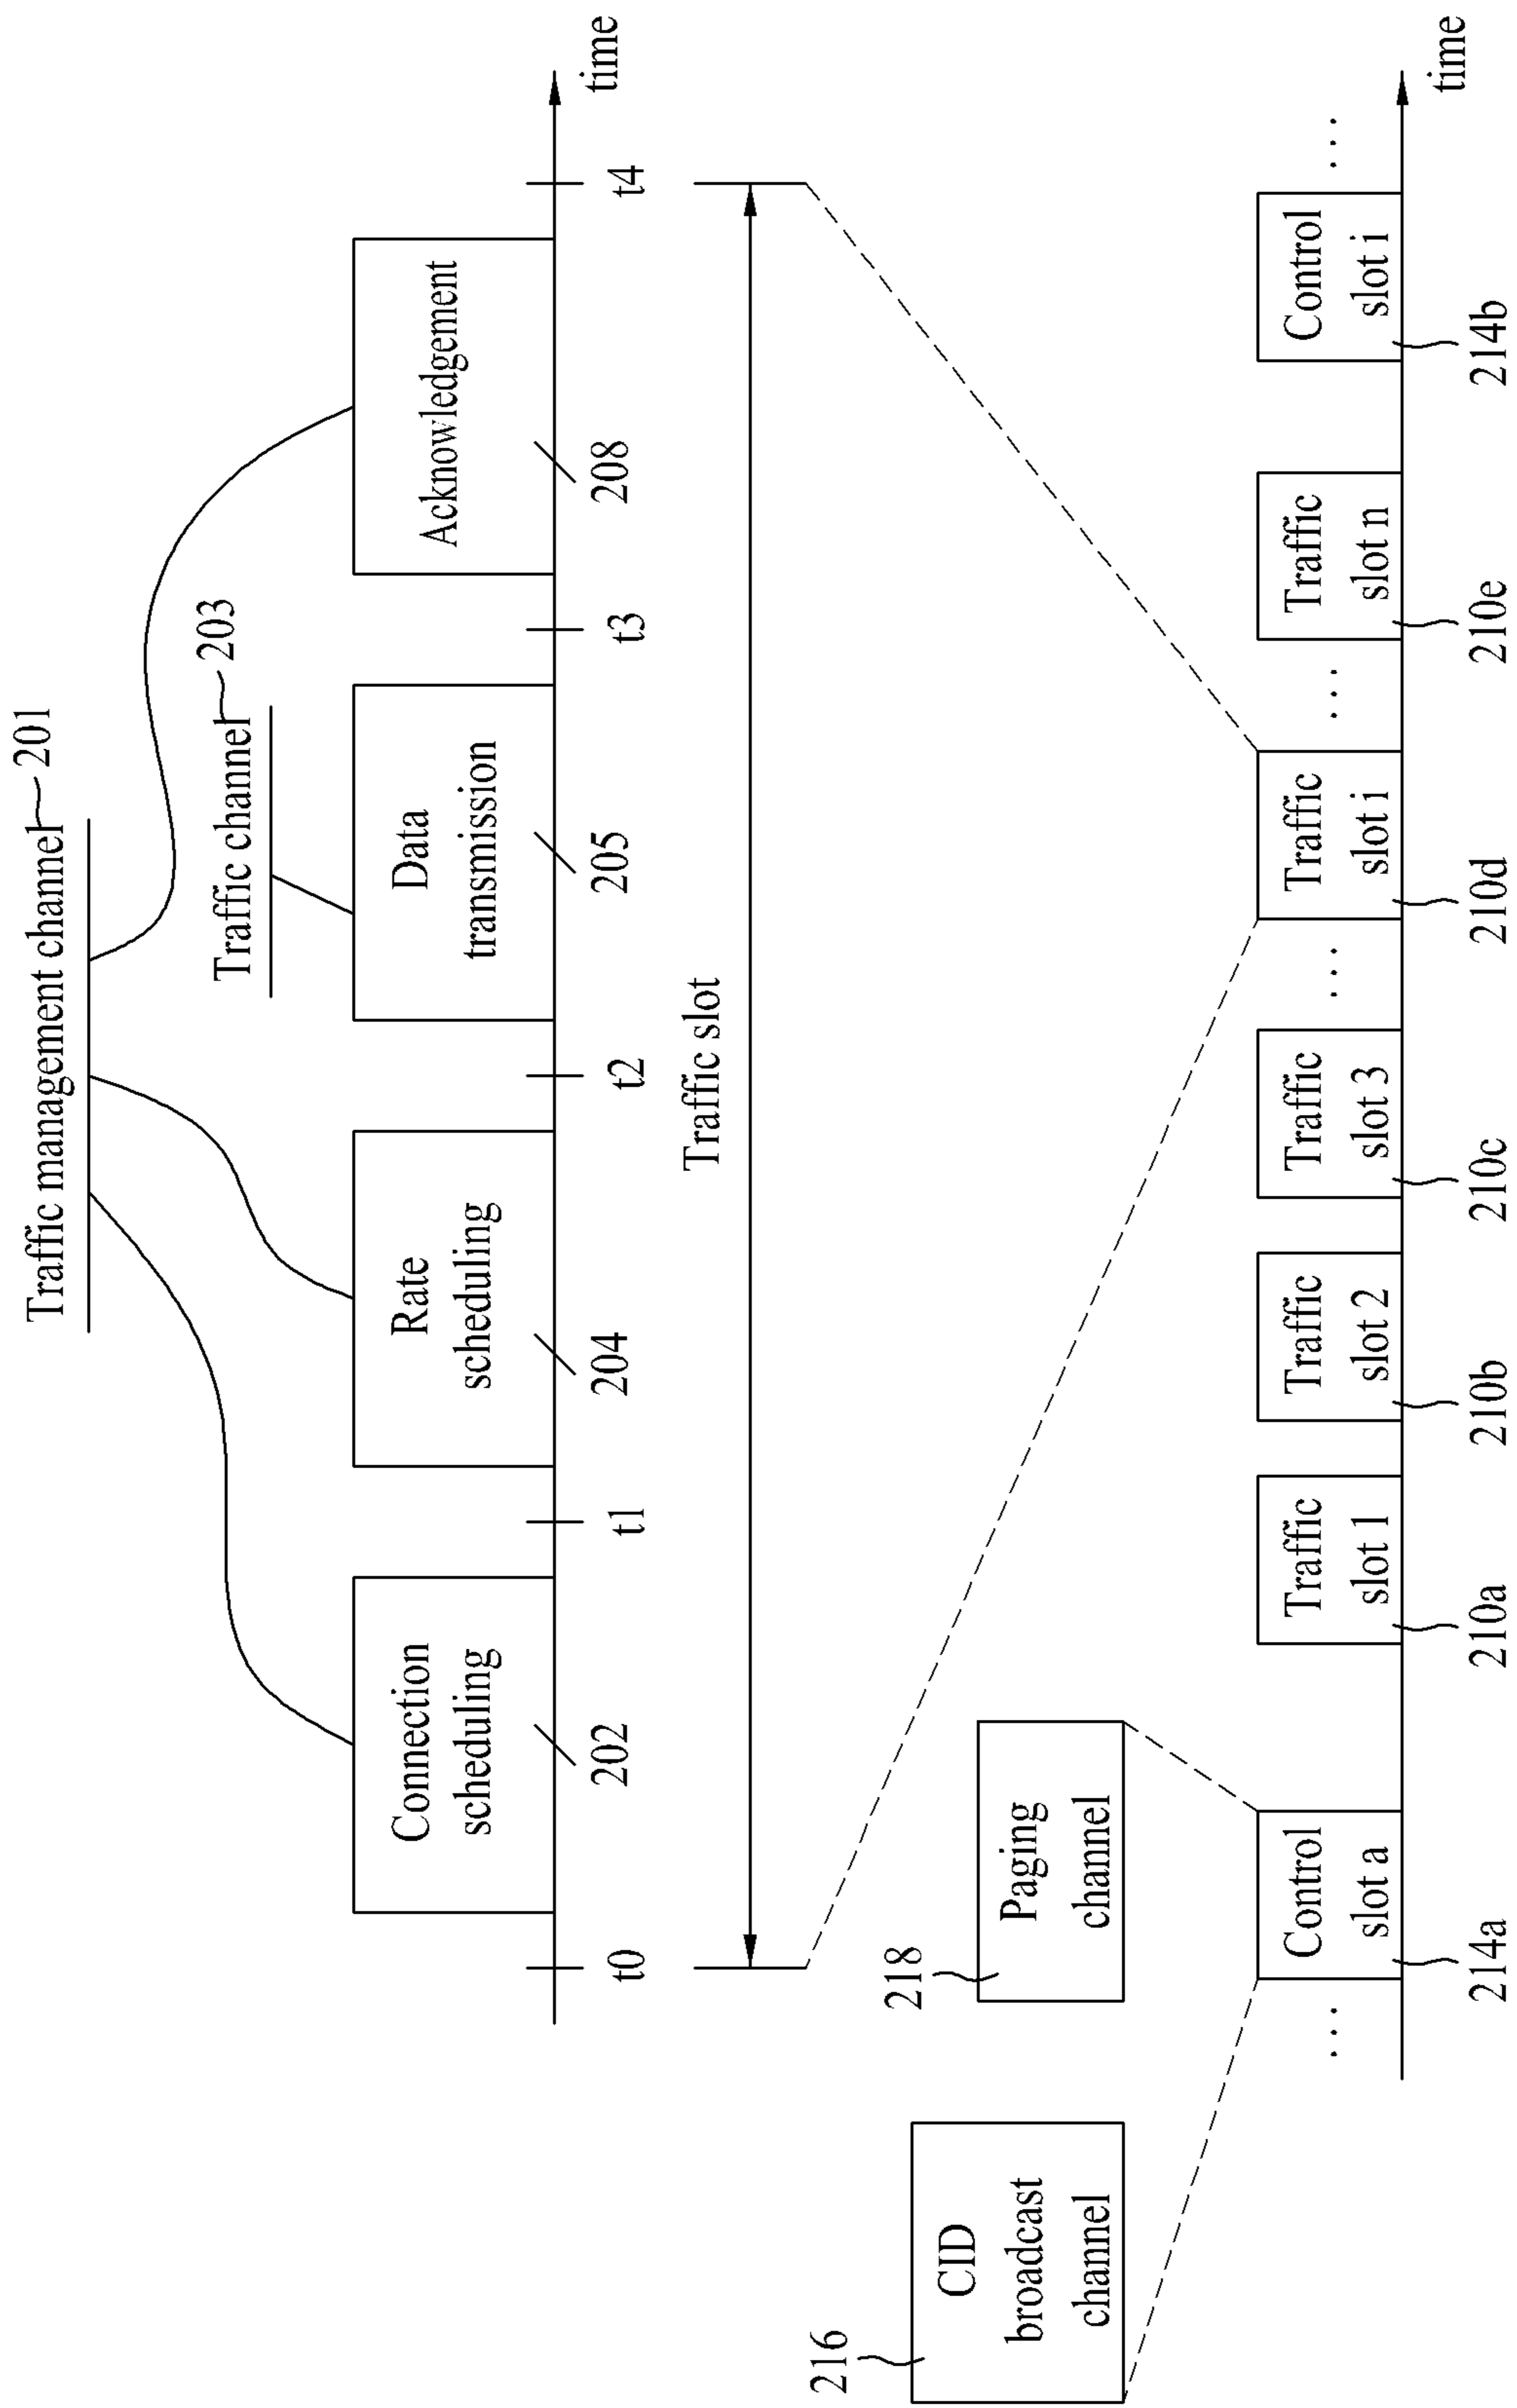 Traffic management channel 201
Traffic channel 203
Connection
scheduling
Rate
scheduling
Data
transmission
Acknowledgement
202
204
205
208
t0
t1
t2
t3
t4
time
Traffic slot
216
CID
broadcast
channel
218
Paging
channel
...
Control
slot a
Traffic
slot 1
Traffic
slot 2
Traffic
slot 3
...
Traffic
slot i
...
Traffic
slot n
Control
slot i
...
214a
210a
210b
210c
210d
210e
214b
time